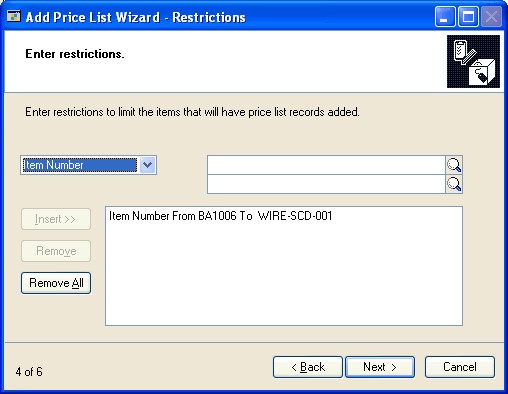 Add Price List Wizard - Restrictions
Enter restrictions.
Enter restrictions to limit the items that will have price list records added.
Item Number
Insert >>
Item Number From BA1006 To WIRE-SCD-001
Remove
Remove All
4 of 6
< Back
Next >
Cancel